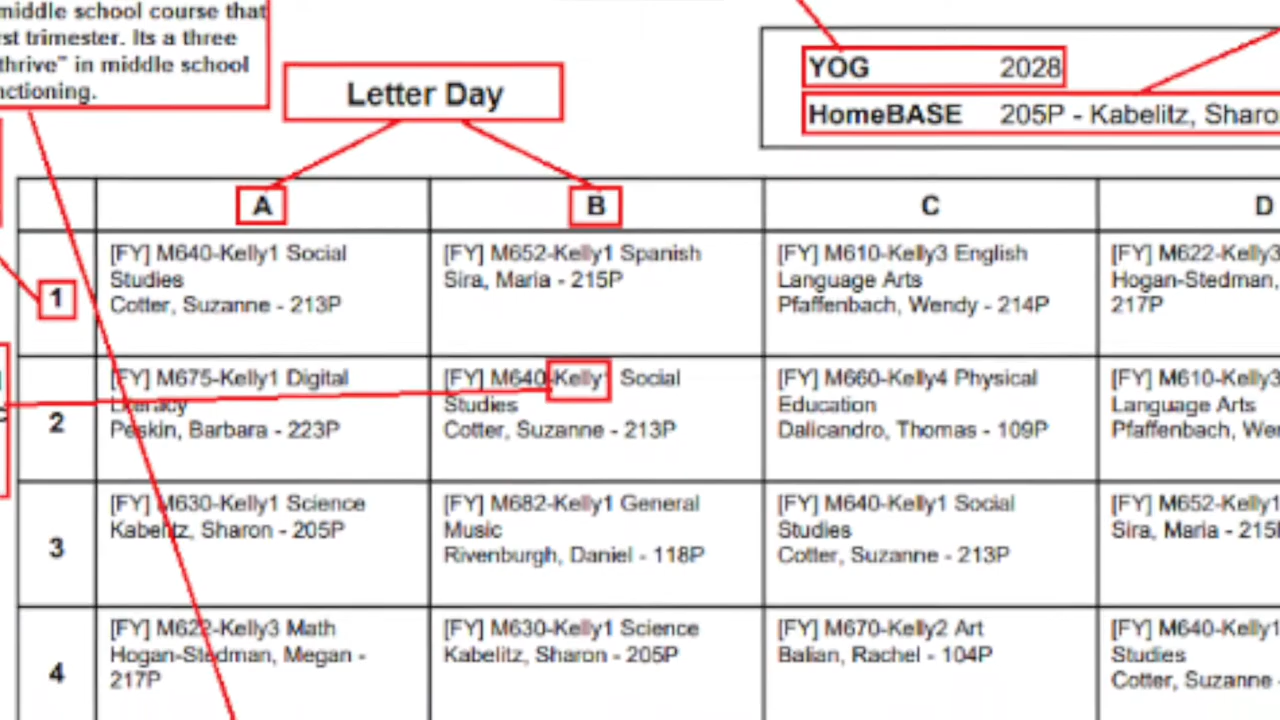 middle school course that
rst trimester. Its a three
thrive" in middle school
nctioning.
Letter Day
YOG 2028
HomeBASE 205P - Kabelitz, Sharo
A B C D
1
[FY] M640-Kelly1 Social
Studies
Cotter, Suzanne - 213P
[FY] M652-Kelly1 Spanish
Sira, Maria - 215P
[FY] M610-Kelly3 English
Language Arts
Pfaffenbach, Wendy - 214P
[FY] M622-Kelly3
Hogan-Stedman,
217P
2
[FY] M675-Kelly1 Digital
Literacy
Peskin, Barbara - 223P
[FY] M640-Kelly1 Social
Studies
Cotter, Suzanne - 213P
[FY] M660-Kelly4 Physical
Education
Dalicandro, Thomas - 109P
[FY] M610-Kelly3
Language Arts
Pfaffenbach, Wen
3
[FY] M630-Kelly1 Science
Kabelitz, Sharon - 205P
[FY] M682-Kelly1 General
Music
Rivenburgh, Daniel - 118P
[FY] M640-Kelly1 Social
Studies
Cotter, Suzanne - 213P
[FY] M652-Kelly1
Sira, Maria - 215
4
[FY] M622-Kelly3 Math
Hogan-Stedman, Megan -
217P
[FY] M630-Kelly1 Science
Kabelitz, Sharon - 205P
[FY] M670-Kelly2 Art
Balian, Rachel - 104P
[FY] M640-Kelly1
Studies
Cotter, Suzanne -